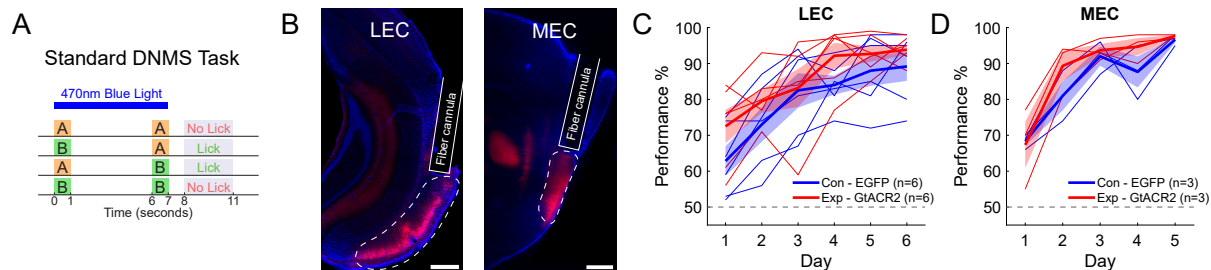 A
Standard DNMS Task
470nm Blue Light
A A No Lick
B A Lick
A B Lick
B B No Lick
0 1 6 7 8 11
Time (seconds)
B
LEC
Fiber cannula
MEC
Fiber cannula
C
LEC
Performance %
100
90
80
70
60
50
Con - EGFP (n=6)
Exp - GtACR2 (n=6)
1 2 3 4 5 6
Day
D
MEC
Performance %
100
90
80
70
60
50
Con - EGFP (n=3)
Exp - GtACR2 (n=3)
1 2 3 4 5
Day